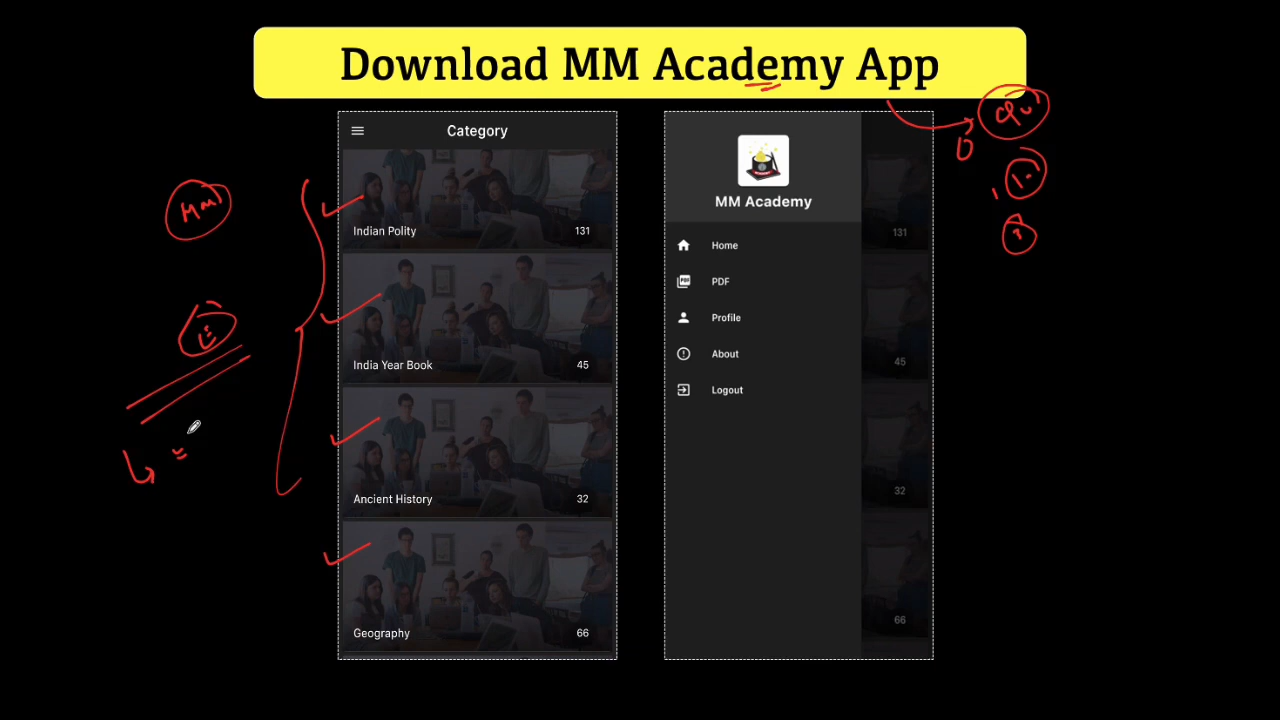 Download MM Academy App
Category
Indian Polity 131
India Year Book 45
Ancient History 32
Geography 66
MM Academy
Home
PDF
Profile
About
Logout
131
45
32
66
MM
E